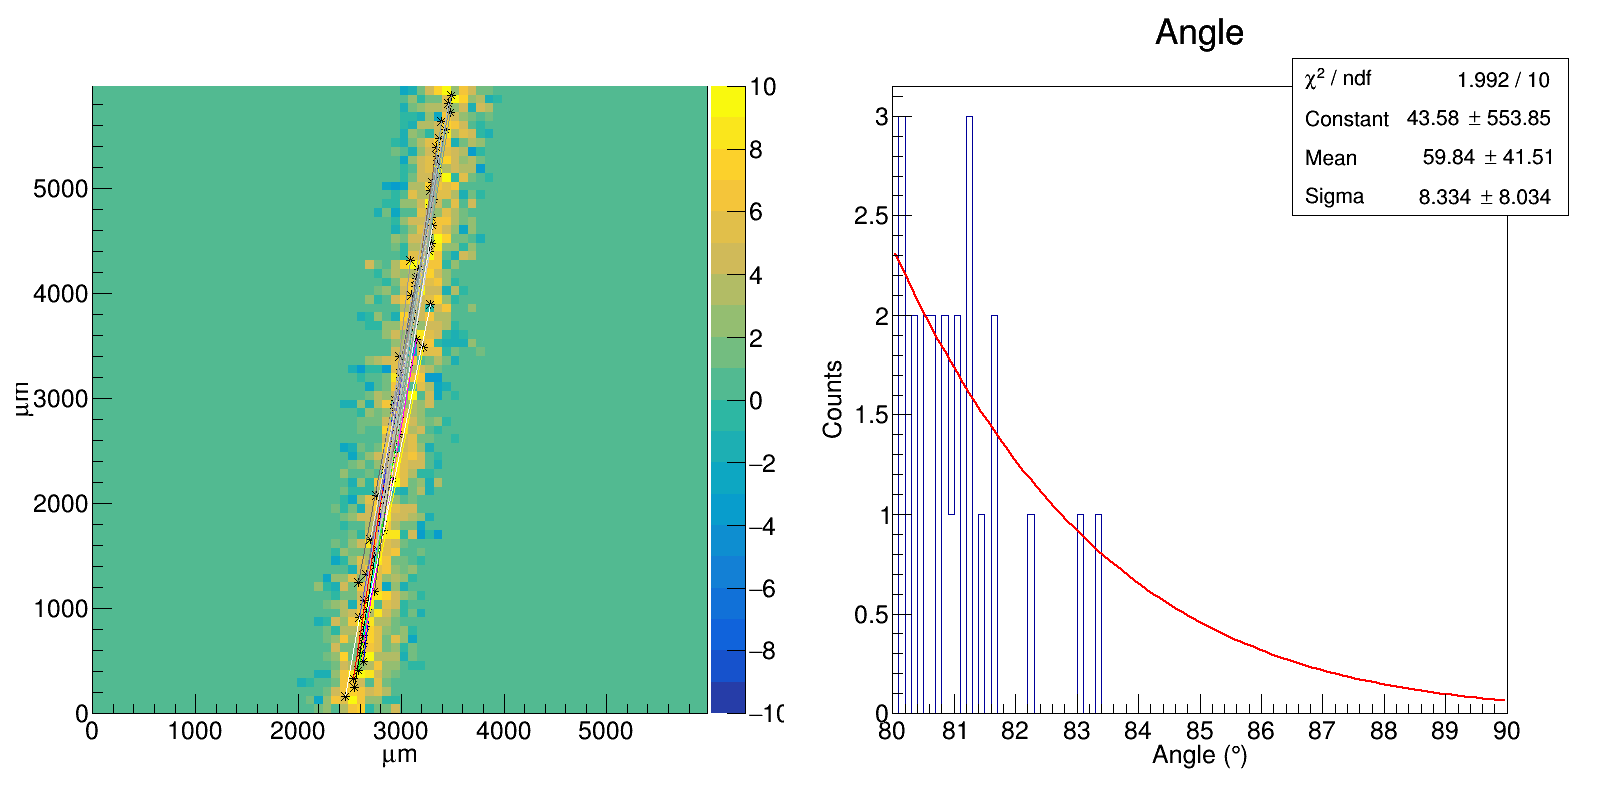 Angle
χ² / ndf 1.992 / 10
Constant 43.58 ± 553.85
Mean 59.84 ± 41.51
Sigma 8.334 ± 8.034
5000
4000
3000
2000
1000
0
μm
0 1000 2000 3000 4000 5000
μm
10
8
6
4
2
0
−2
−4
−6
−8
−10
3
2.5
2
1.5
1
0.5
0
Counts
80 81 82 83 84 85 86 87 88 89 90
Angle (°)